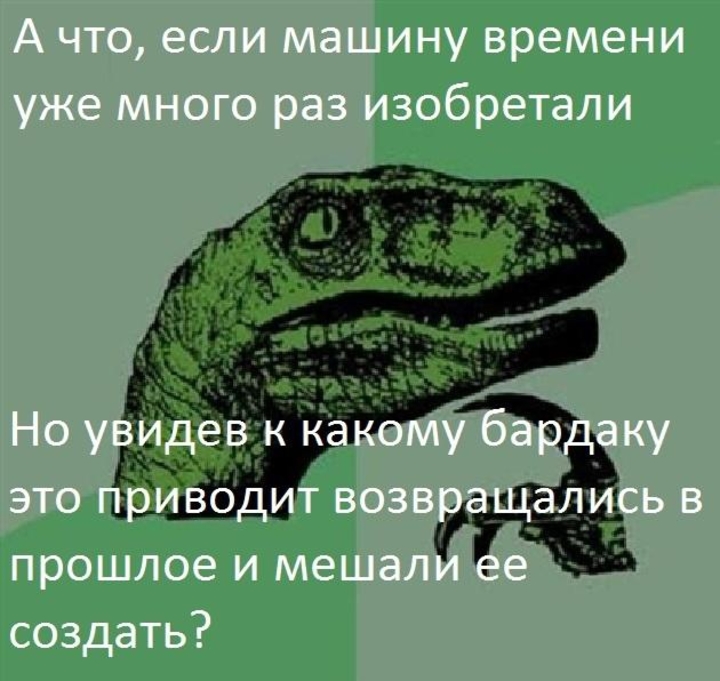 А что, если машину времени
уже много раз изобретали
Но увидев к какому бардаку
это приводит возвращались в
прошлое и мешали ее
создать?